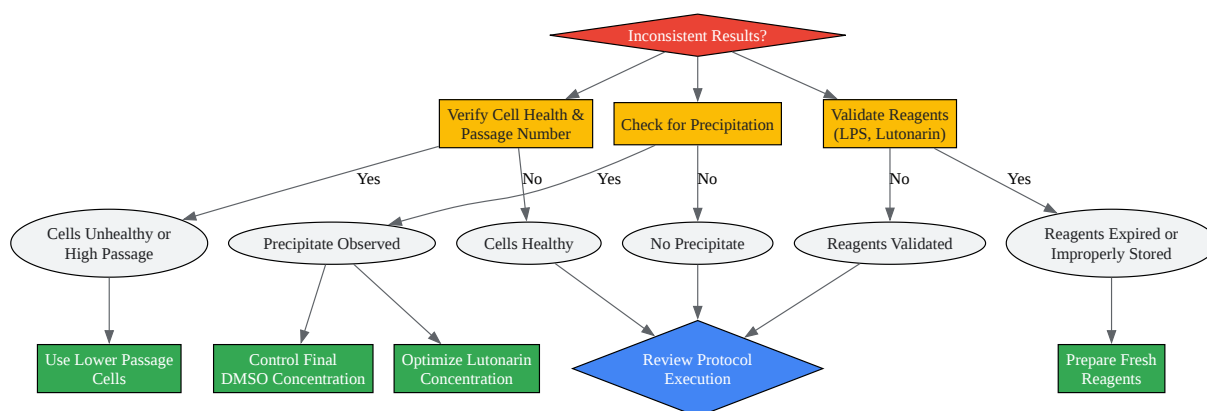 Inconsistent Results?
Verify Cell Health &
Passage Number
Check for Precipitation
Validate Reagents
(LPS, Lutonarin)
Yes
No
Yes
No
No
Yes
Cells Unhealthy or
High Passage
Precipitate Observed
Cells Healthy
No Precipitate
Reagents Validated
Reagents Expired or
Improperly Stored
Use Lower Passage
Cells
Control Final
DMSO Concentration
Optimize Lutonarin
Concentration
Review Protocol
Execution
Prepare Fresh
Reagents